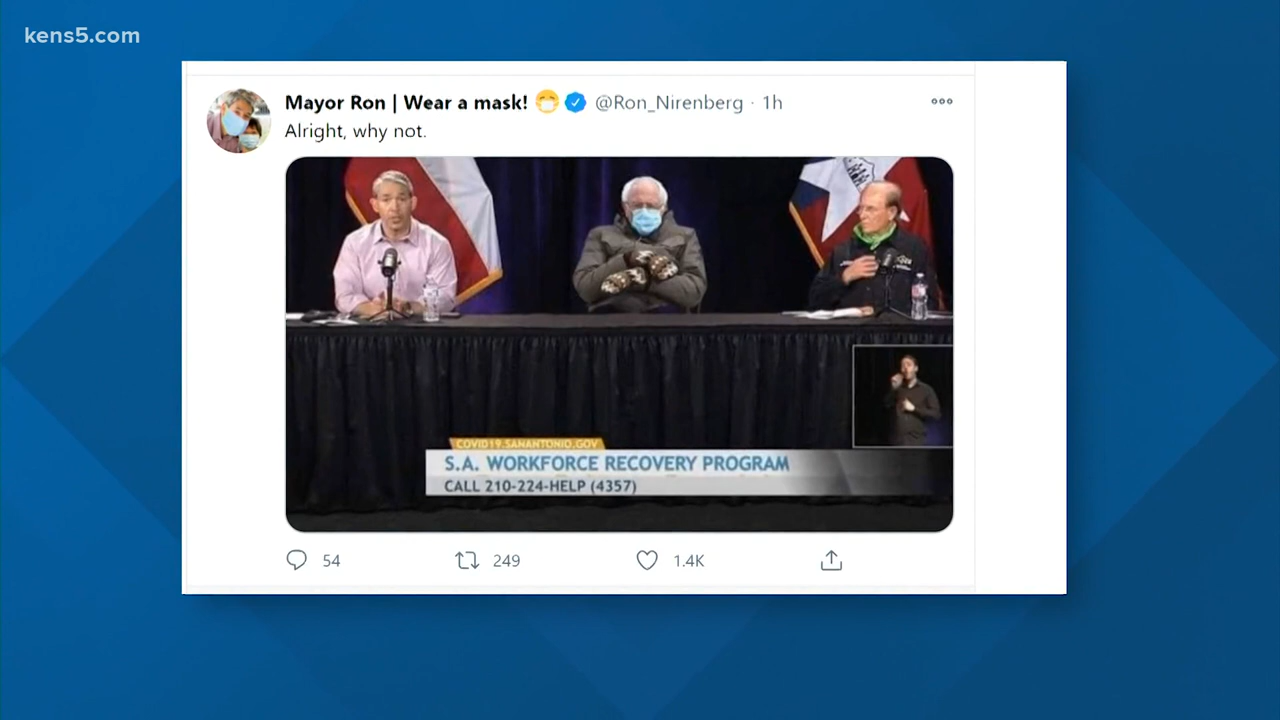 kens5.com
Mayor Ron | Wear a mask! 😷 @Ron_Nirenberg · 1h
Alright, why not.
COVID19.SANANTONIO.GOV
S.A. WORKFORCE RECOVERY PROGRAM
CALL 210-224-HELP (4357)
54 249 1.4K